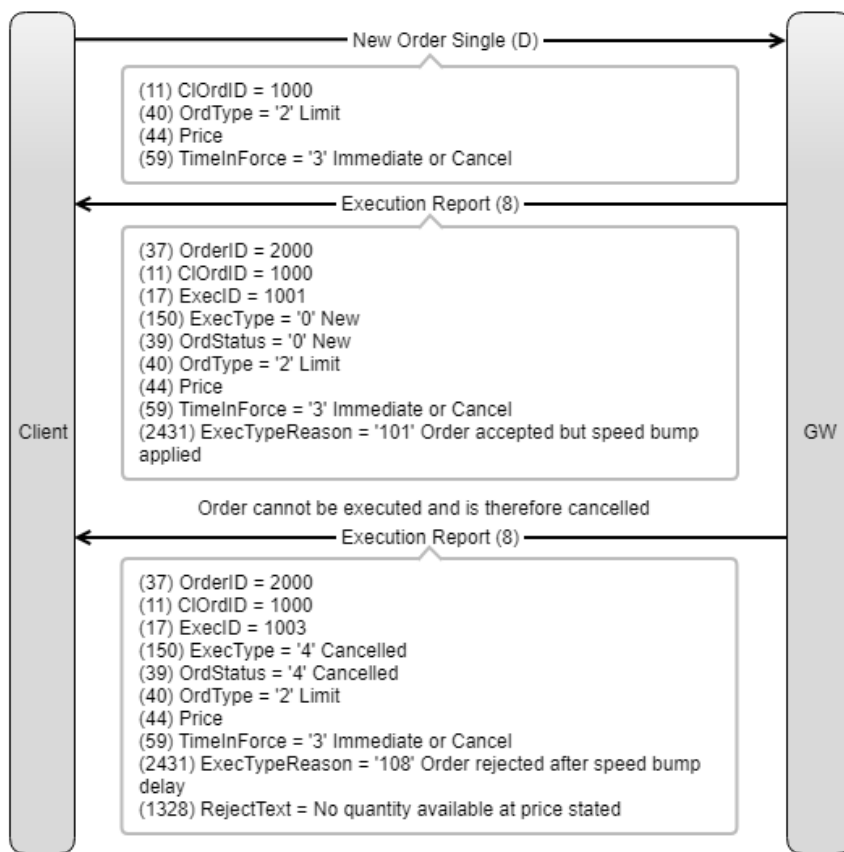 New Order Single (D)
(11) ClOrdID = 1000
(40) OrdType = '2' Limit
(44) Price
(59) TimeInForce = '3' Immediate or Cancel
Execution Report (8)
(37) OrderID = 2000
(11) ClOrdID = 1000
(17) ExecID = 1001
(150) ExecType = '0' New
(39) OrdStatus = '0' New
(40) OrdType = '2' Limit
(44) Price
(59) TimeInForce = '3' Immediate or Cancel
(2431) ExecTypeReason = '101' Order accepted but speed bump
applied
Client
GW
Order cannot be executed and is therefore cancelled
Execution Report (8)
(37) OrderID = 2000
(11) ClOrdID = 1000
(17) ExecID = 1003
(150) ExecType = '4' Cancelled
(39) OrdStatus = '4' Cancelled
(40) OrdType = '2' Limit
(44) Price
(59) TimeInForce = '3' Immediate or Cancel
(2431) ExecTypeReason = '108' Order rejected after speed bump
delay
(1328) RejectText = No quantity available at price stated